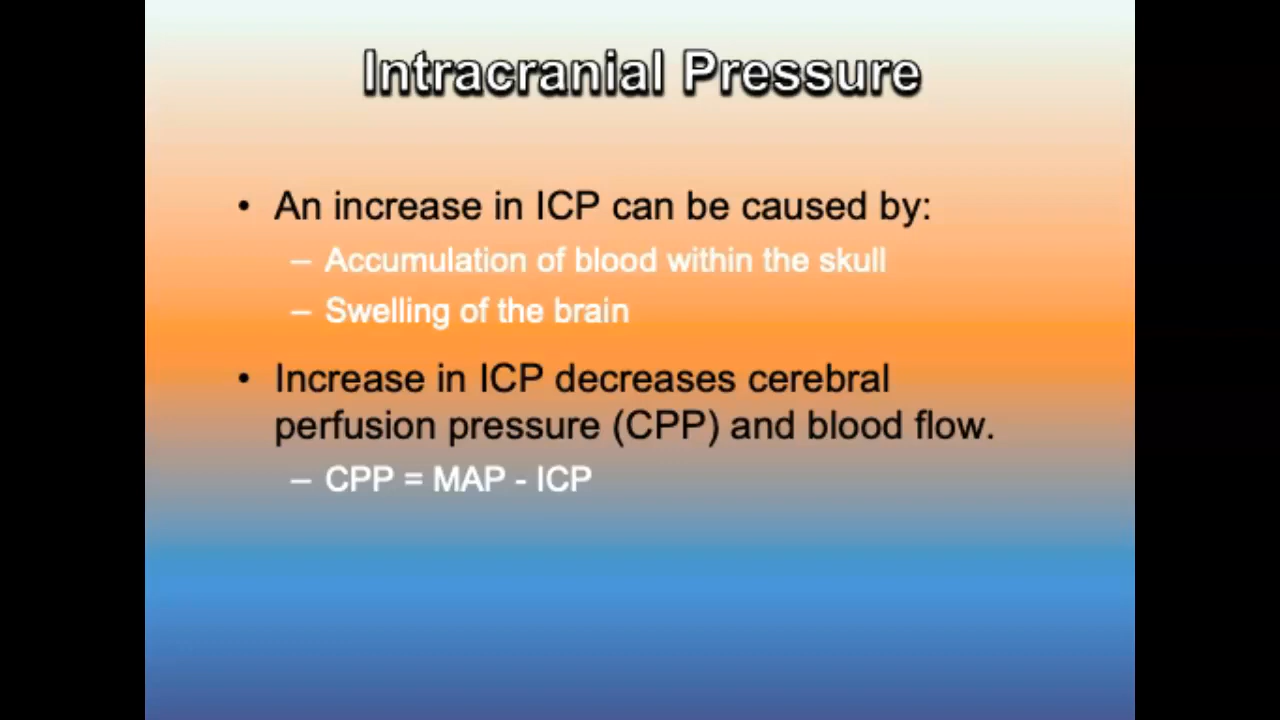 Intracranial Pressure
• An increase in ICP can be caused by:
– Accumulation of blood within the skull
– Swelling of the brain
• Increase in ICP decreases cerebral
perfusion pressure (CPP) and blood flow.
– CPP = MAP - ICP